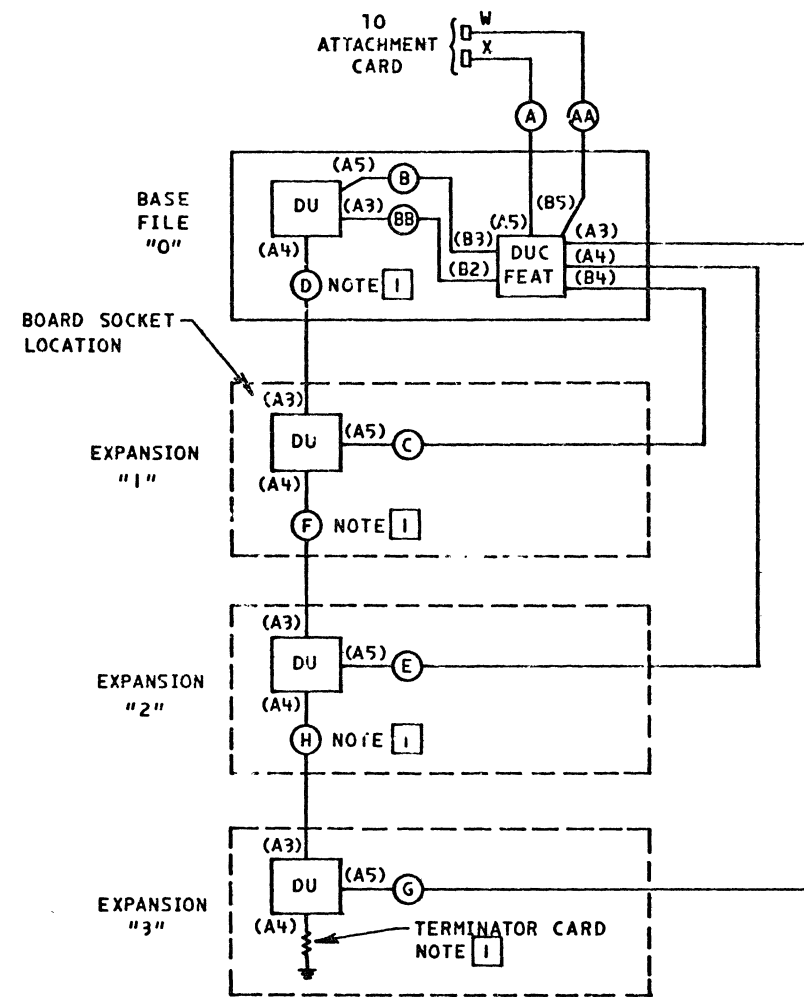 TO
ATTACHMENT
CARD
W
X
A
AA
BASE
FILE
"0"
(A5)
B
(A3)
BB
DU
(A4)
D
NOTE 1
(B5)
(A5)
(B3)
(B2)
DUC
FEAT
(A3)
(A4)
(B4)
BOARD SOCKET
LOCATION
EXPANSION
"1"
(A3)
DU
(A5)
C
(A4)
F
NOTE 1
EXPANSION
"2"
(A3)
DU
(A5)
E
(A4)
H
NOTE 1
EXPANSION
"3"
(A3)
DU
(A5)
G
(A4)
TERMINATOR CARD
NOTE 1